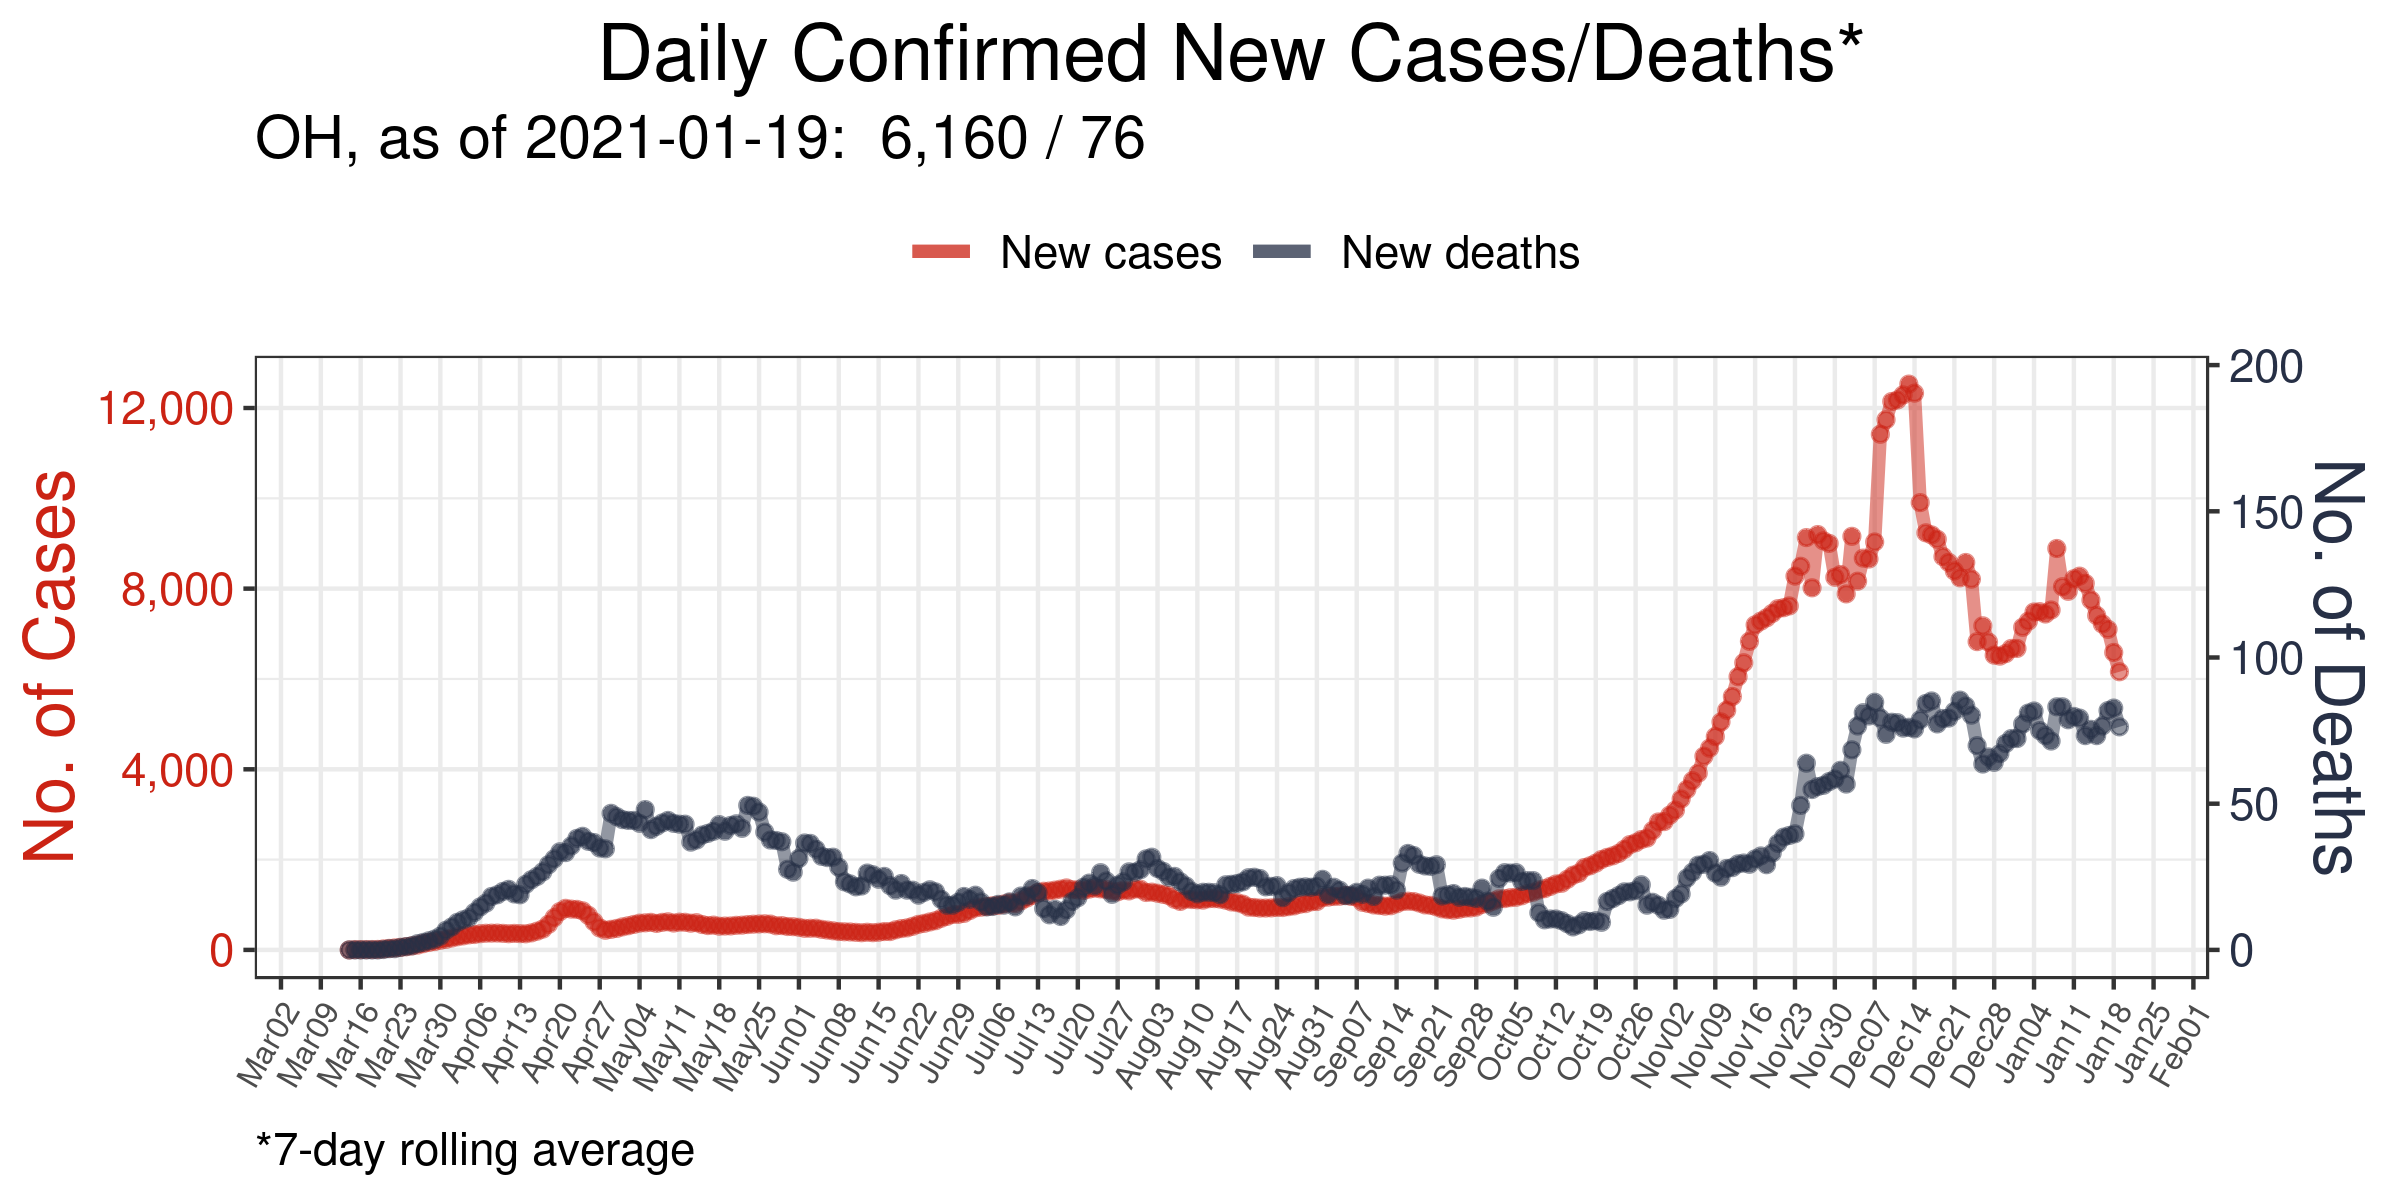 Daily Confirmed New Cases/Deaths*
OH, as of 2021-01-19:  6,160 / 76
New cases New deaths
No. of Cases
12,000
8,000
4,000
0
200
150
100
50
0
No. of Deaths
Mar02 Mar09 Mar16 Mar23 Mar30 Apr06 Apr13 Apr20 Apr27 May04 May11 May18 May25 Jun01 Jun08 Jun15 Jun22 Jun29 Jul06 Jul13 Jul20 Jul27 Aug03 Aug10 Aug17 Aug24 Aug31 Sep07 Sep14 Sep21 Sep28 Oct05 Oct12 Oct19 Oct26 Nov02 Nov09 Nov16 Nov23 Nov30 Dec07 Dec14 Dec21 Dec28 Jan04 Jan11 Jan18 Jan25 Feb01
*7-day rolling average